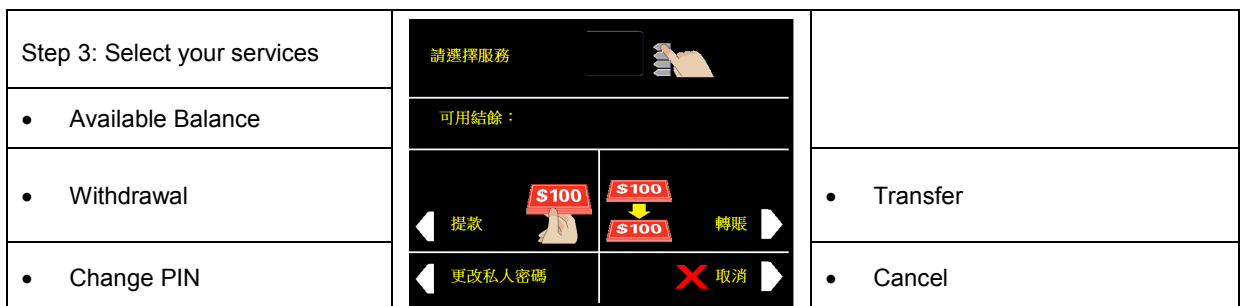 Step 3: Select your services
請選擇服務
• Available Balance
可用結餘：
• Withdrawal
$100
$100
$100
提款
轉賬
• Transfer
• Change PIN
更改私人密碼
取消
• Cancel